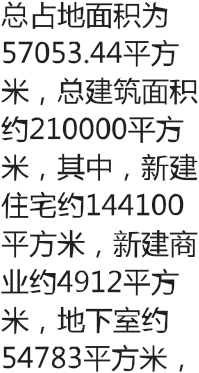 总占地面积为
57053.44平方
米，总建筑面积
约210000平方
米，其中，新建
住宅约144100
平方米，新建商
业约4912平方
米，地下室约
54783平方米，